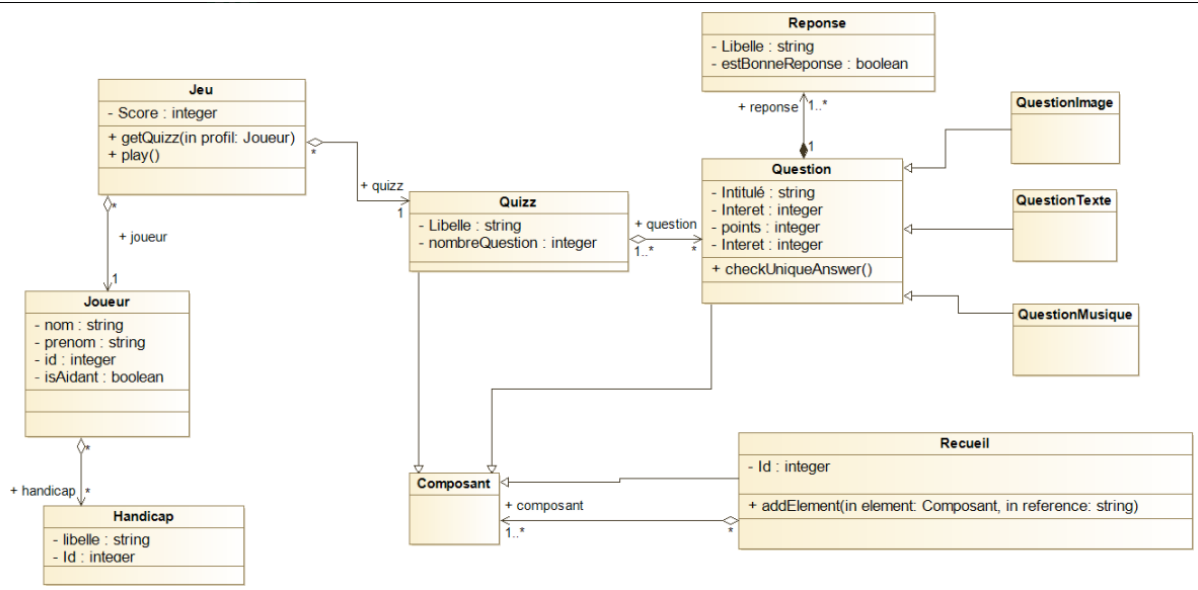 Reponse
- Libelle : string
- estBonneReponse : boolean
+ reponse
1..*
1
Jeu
- Score : integer
+ getQuizz(in profil: Joueur)
+ play()
*
+ quizz
1
*
+ joueur
1
Quizz
- Libelle : string
- nombreQuestion : integer
+ question
1..*
*
Question
- Intitulé : string
- Interet : integer
- points : integer
- Interet : integer
+ checkUniqueAnswer()
QuestionImage
QuestionTexte
QuestionMusique
Joueur
- nom : string
- prenom : string
- id : integer
- isAidant : boolean
*
+ handicap
*
Handicap
- libelle : string
- Id : integer
Composant
+ composant
1..*
*
Recueil
- Id : integer
+ addElement(in element: Composant, in reference: string)